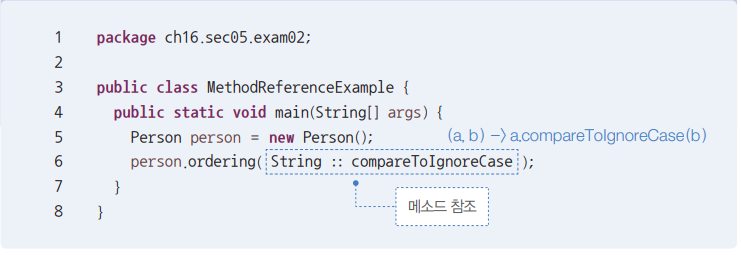 1 package ch16.sec05.exam02;
2
3 public class MethodReferenceExample {
4 public static void main(String[] args) {
5 Person person = new Person(); (a, b) -> a.compareToIgnoreCase(b)
6 person.ordering( String :: compareToIgnoreCase );
7 }
메소드 참조
8 }